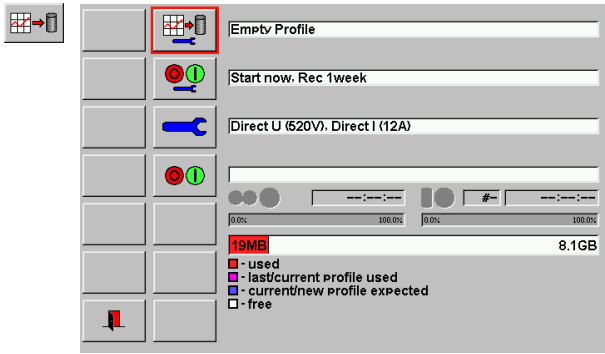 Empty Profile
Start now, Rec 1week
Direct U (520V), Direct I (12A)
--:--:-- #- --:--:--
0.0% 100.0% 0.0% 100.0%
19MB 8.1GB
- used
- last/current profile used
- current/new profile expected
- free